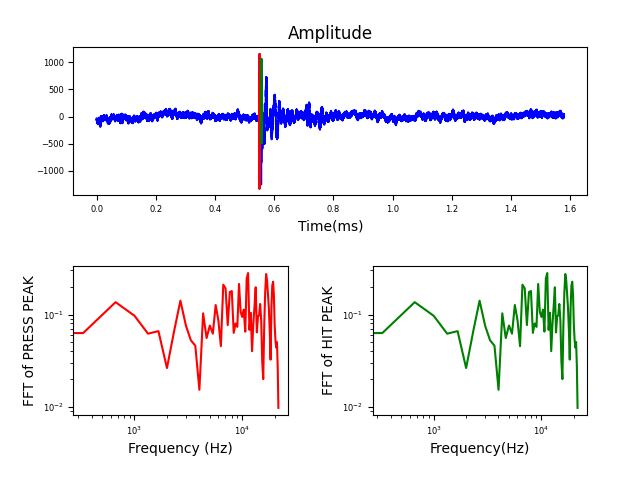 Amplitude
1000
500
0
−500
−1000
0.0 0.2 0.4 0.6 0.8 1.0 1.2 1.4 1.6
Time(ms)
FFT of PRESS PEAK
10⁻¹
10⁻²
10³ 10⁴
Frequency (Hz)
FFT of HIT PEAK
10⁻¹
10⁻²
10³ 10⁴
Frequency(Hz)